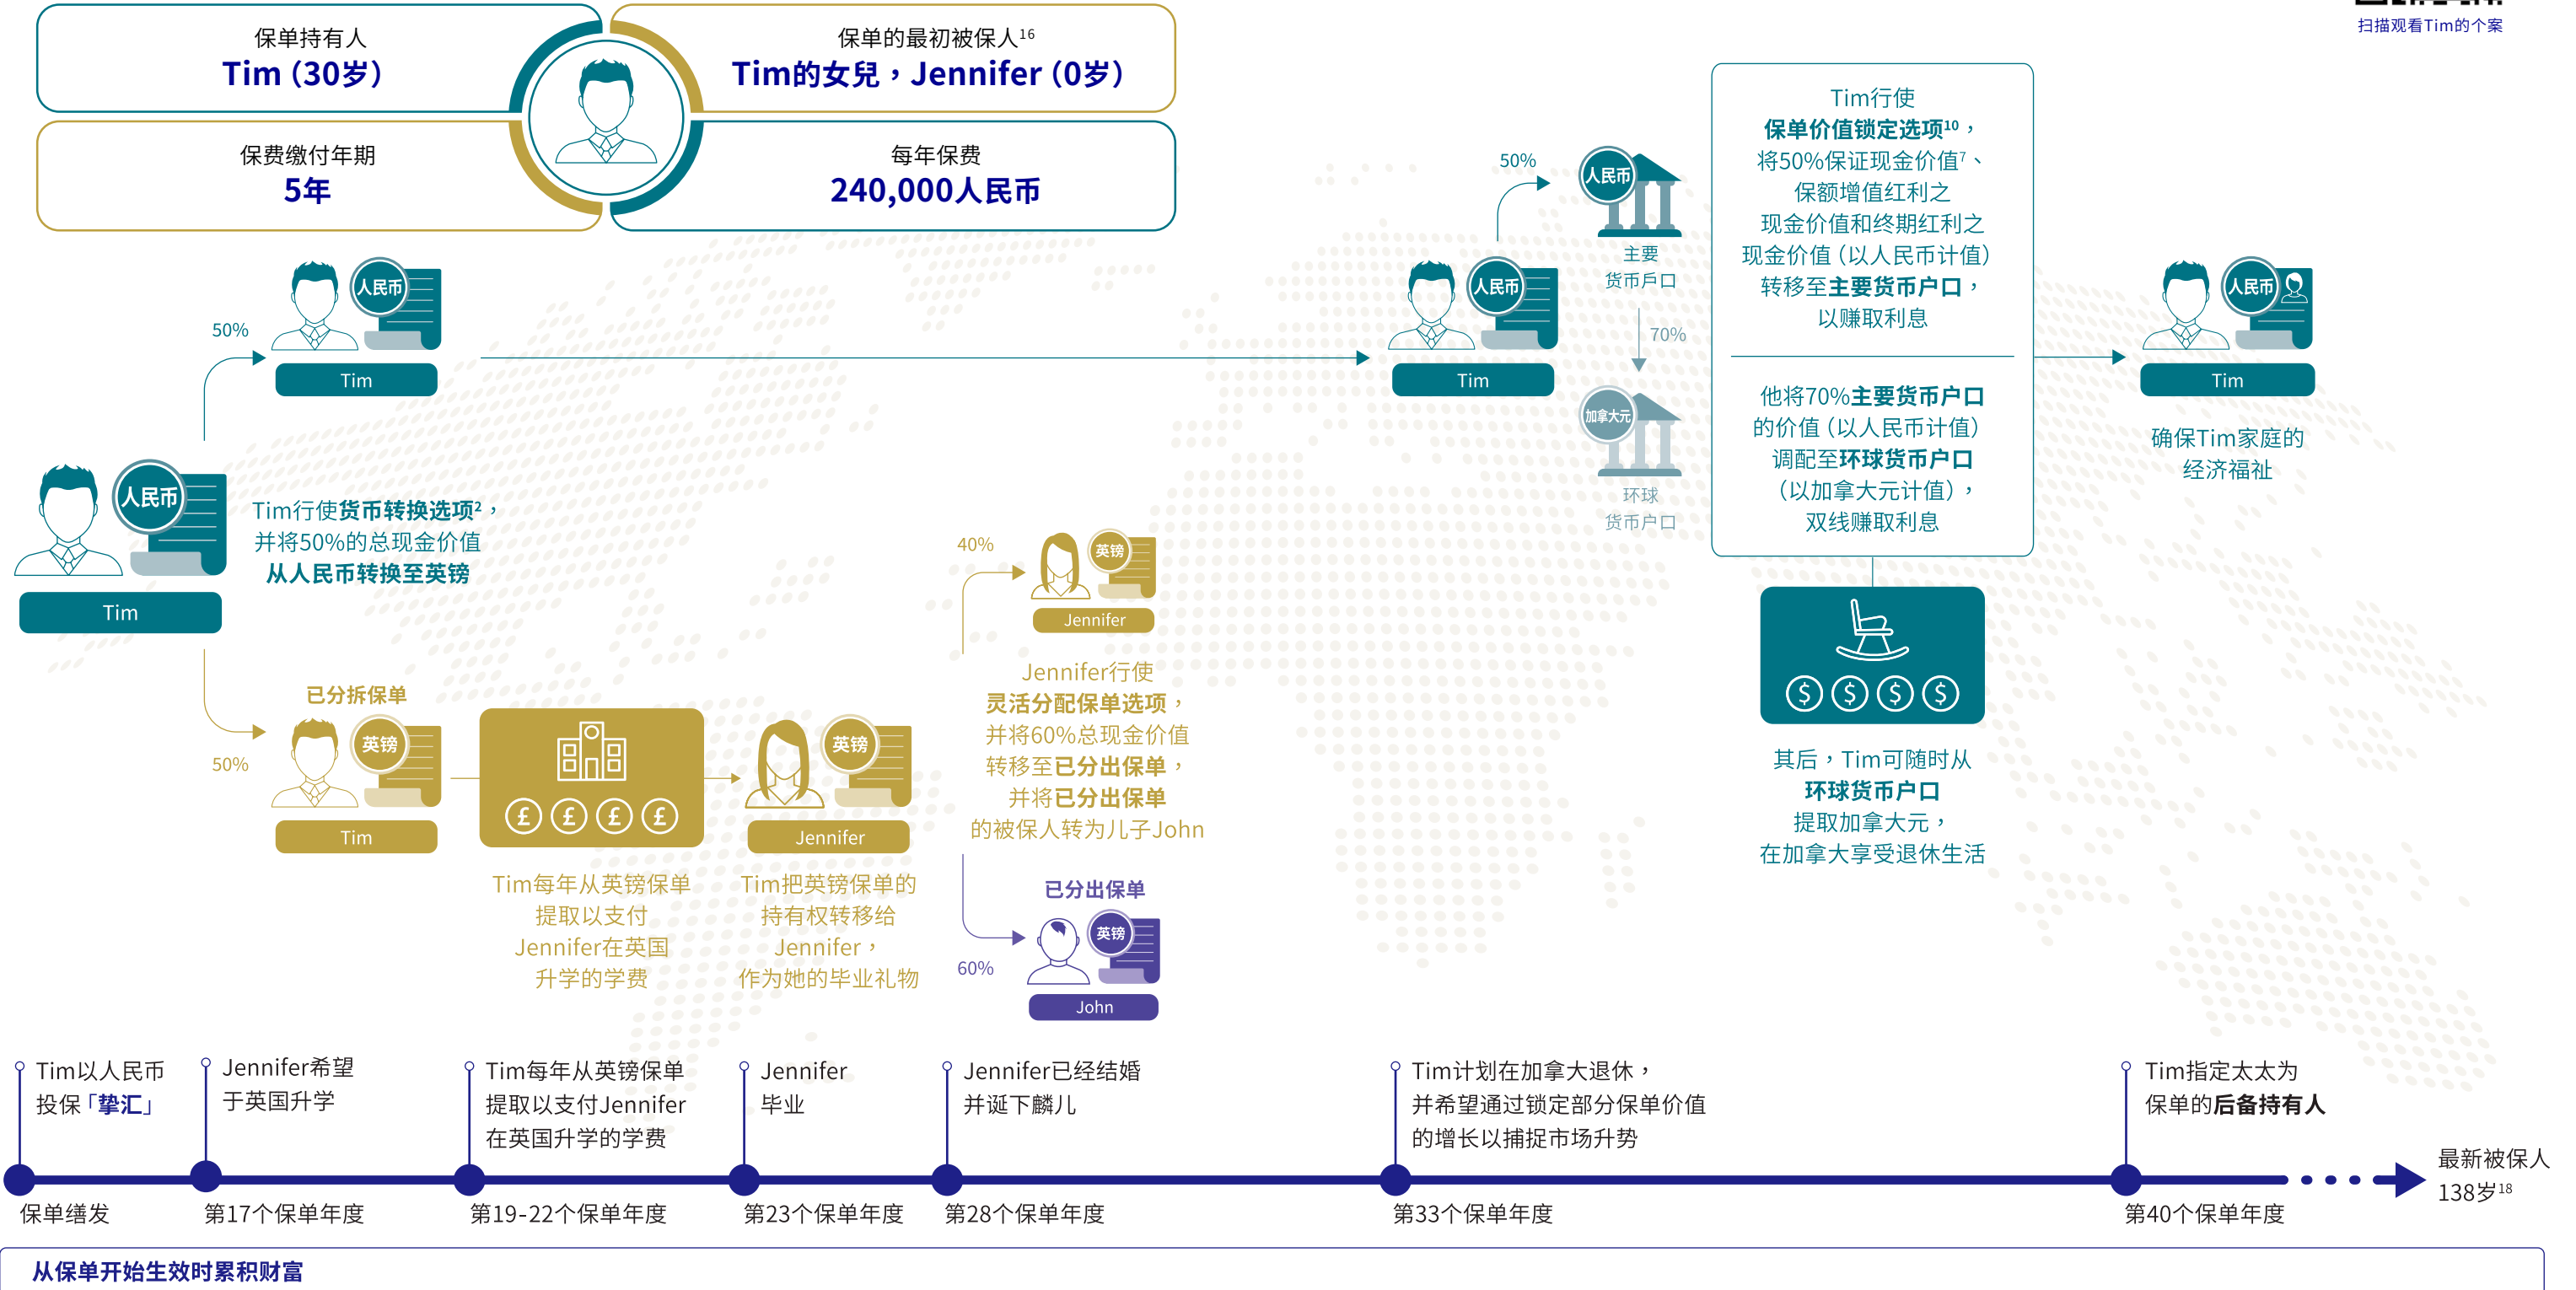 扫描观看Tim的个案
保单持有人
Tim（30岁）
保单的最初被保人16
Tim的女兒，Jennifer（0岁）
保费缴付年期
5年
每年保费
240,000人民币
人民币
Tim
50%
人民币
Tim
Tim行使货币转换选项2，
并将50%的总现金价值
从人民币转换至英镑
50%
已分拆保单
英镑
Tim
££££
Tim每年从英镑保单
提取以支付
Jennifer在英国
升学的学费
英镑
Jennifer
Tim把英镑保单的
持有权转移给
Jennifer，
作为她的毕业礼物
40%
英镑
Jennifer
Jennifer行使
灵活分配保单选项，
并将60%总现金价值
转移至已分出保单，
并将已分出保单
的被保人转为儿子John
60%
已分出保单
英镑
John
人民币
Tim
50%
人民币
主要
货币户口
70%
加拿大元
环球
货币户口
Tim行使
保单价值锁定选项10，
将50%保证现金价值7、
保额增值红利之
现金价值和终期红利之
现金价值（以人民币计值）
转移至主要货币户口，
以赚取利息
他将70%主要货币户口
的价值（以人民币计值）
调配至环球货币户口
（以加拿大元计值），
双线赚取利息
$$$$
其后，Tim可随时从
环球货币户口
提取加拿大元，
在加拿大享受退休生活
人民币
Tim
确保Tim家庭的
经济福祉
Tim以人民币
投保「挚汇」
保单缮发
Jennifer希望
于英国升学
第17个保单年度
Tim每年从英镑保单
提取以支付Jennifer
在英国升学的学费
第19-22个保单年度
Jennifer
毕业
第23个保单年度
Jennifer已经结婚
并诞下麟儿
第28个保单年度
Tim计划在加拿大退休，
并希望通过锁定部分保单价值
的增长以捕捉市场升势
第33个保单年度
Tim指定太太为
保单的后备持有人
第40个保单年度
最新被保人
138岁18
从保单开始生效时累积财富